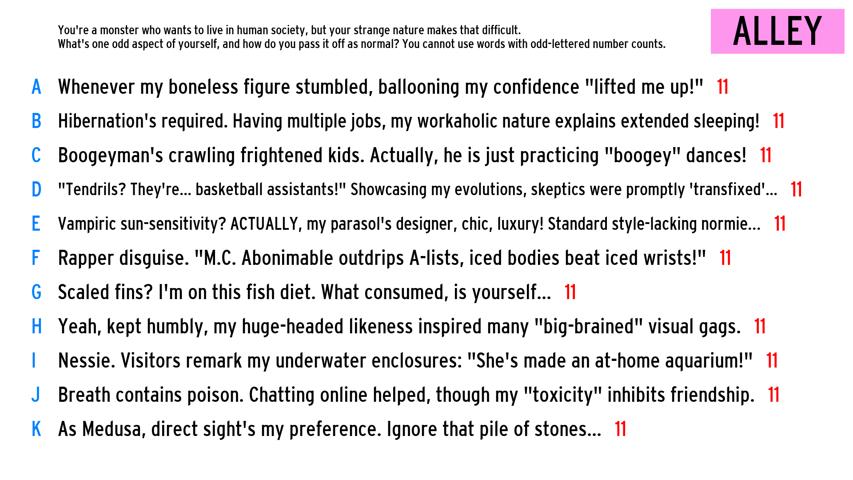 You're a monster who wants to live in human society, but your strange nature makes that difficult.
What's one odd aspect of yourself, and how do you pass it off as normal? You cannot use words with odd-lettered number counts.
ALLEY
A Whenever my boneless figure stumbled, ballooning my confidence "lifted me up!" 11
B Hibernation's required. Having multiple jobs, my workaholic nature explains extended sleeping! 11
C Boogeyman's crawling frightened kids. Actually, he is just practicing "boogey" dances! 11
D "Tendrils? They're... basketball assistants!" Showcasing my evolutions, skeptics were promptly 'transfixed'... 11
E Vampiric sun-sensitivity? ACTUALLY, my parasol's designer, chic, luxury! Standard style-lacking normie... 11
F Rapper disguise. "M.C. Abonimable outdrips A-lists, iced bodies beat iced wrists!" 11
G Scaled fins? I'm on this fish diet. What consumed, is yourself... 11
H Yeah, kept humbly, my huge-headed likeness inspired many "big-brained" visual gags. 11
I Nessie. Visitors remark my underwater enclosures: "She's made an at-home aquarium!" 11
J Breath contains poison. Chatting online helped, though my "toxicity" inhibits friendship. 11
K As Medusa, direct sight's my preference. Ignore that pile of stones... 11